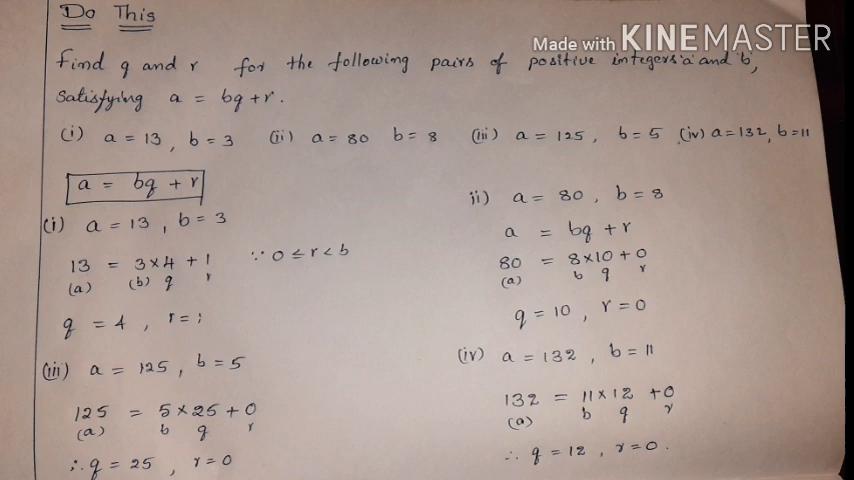 Do This
Made with KINEMASTER
Find q and r for the following pairs of positive integers 'a' and 'b',
satisfying a = bq + r.
(i) a = 13, b = 3 (ii) a = 80 b = 8 (iii) a = 125, b = 5 (iv) a = 132, b = 11
a = bq + r
(i) a = 13, b = 3
13 = 3 × 4 + 1 ∵ 0 ≤ r < b
(a) (b) q r
q = 4, r = 1
(iii) a = 125, b = 5
125 = 5 × 25 + 0
(a) b q r
∴ q = 25, r = 0
ii) a = 80, b = 8
a = bq + r
80 = 8 × 10 + 0
(a) b q r
q = 10, r = 0
(iv) a = 132, b = 11
132 = 11 × 12 + 0
(a) b q r
∴ q = 12, r = 0.